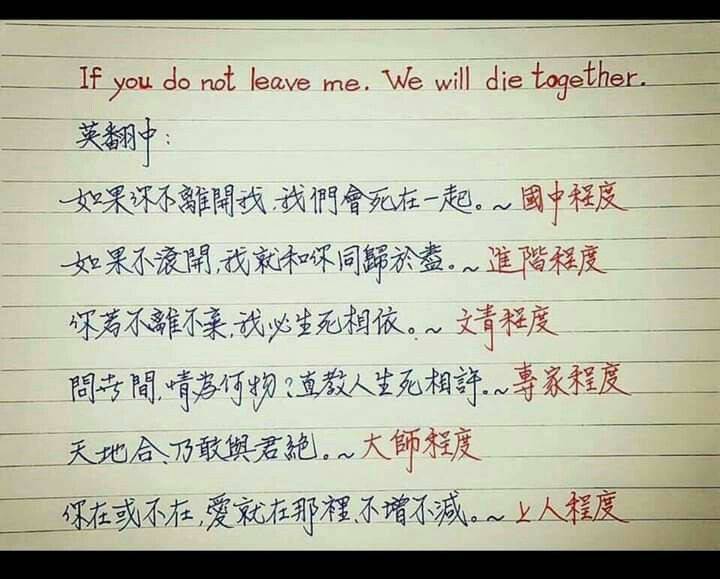 If you do not leave me. We will die together.
英翻中：
如果你不離開我，我們會死在一起。~國中程度
如果不滾開，我就和你同歸於盡。~進階程度
你若不離不棄，我必生死相依。~文青程度
問世間，情為何物？直教人生死相許。~專家程度
天地合、乃敢與君絕。~大師程度
你在或不在，愛就在那裡，不增不減。~上人程度